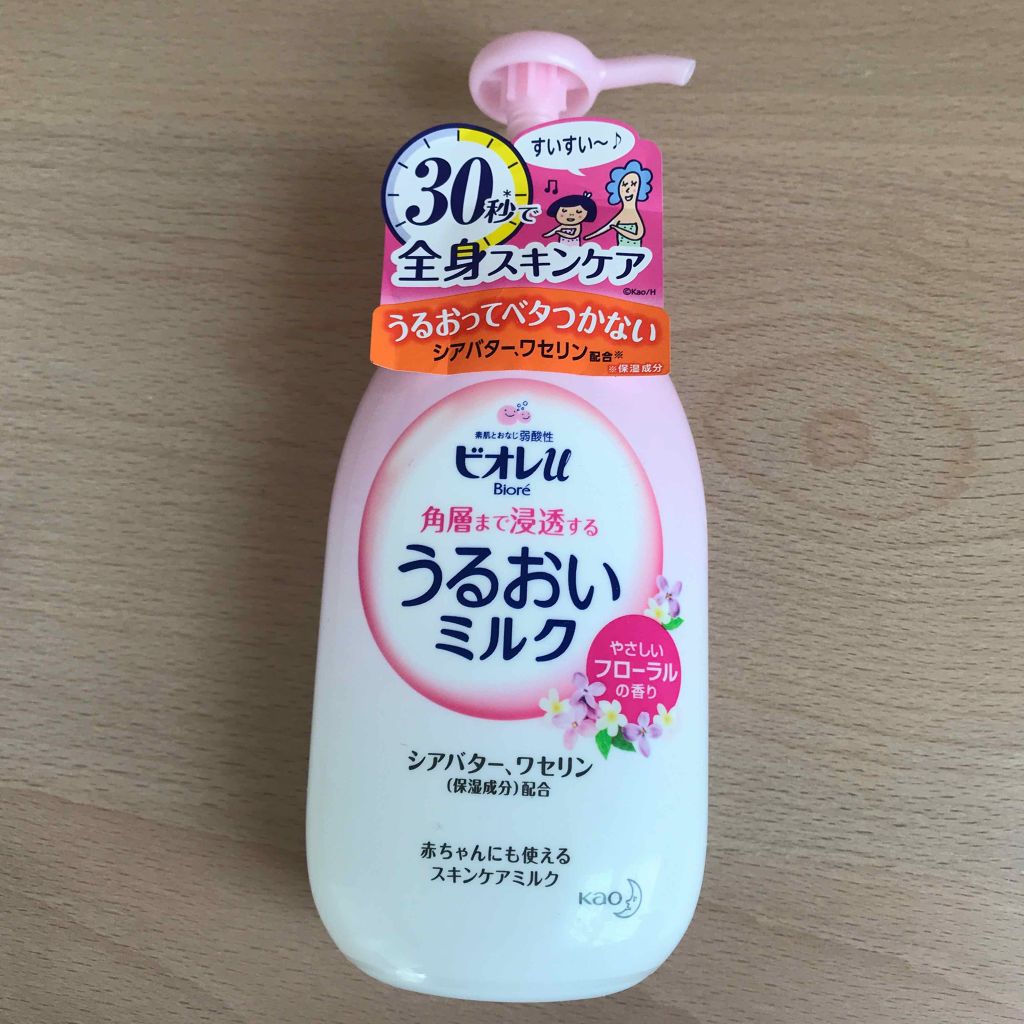 すいすい～♪
30秒*で
全身スキンケア
©Kao/H
うるおってベタつかない
シアバター、ワセリン配合※
※保湿成分
素肌とおなじ弱酸性
ビオレu
Bioré
角層まで浸透する
うるおい
ミルク
やさしい
フローラル
の香り
シアバター、ワセリン
(保湿成分)配合
赤ちゃんにも使える
スキンケアミルク
Kao